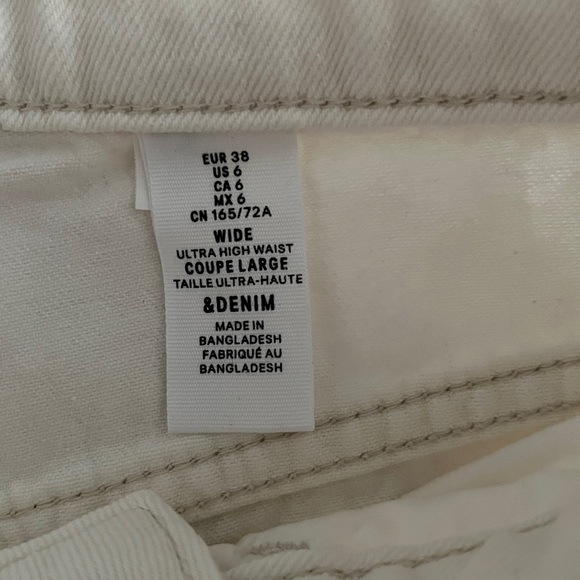 EUR 38
US 6
CA 6
MX 6
CN 165/72A
WIDE
ULTRA HIGH WAIST
COUPE LARGE
TAILLE ULTRA-HAUTE
&DENIM
MADE IN
BANGLADESH
FABRIQUÉ AU
BANGLADESH